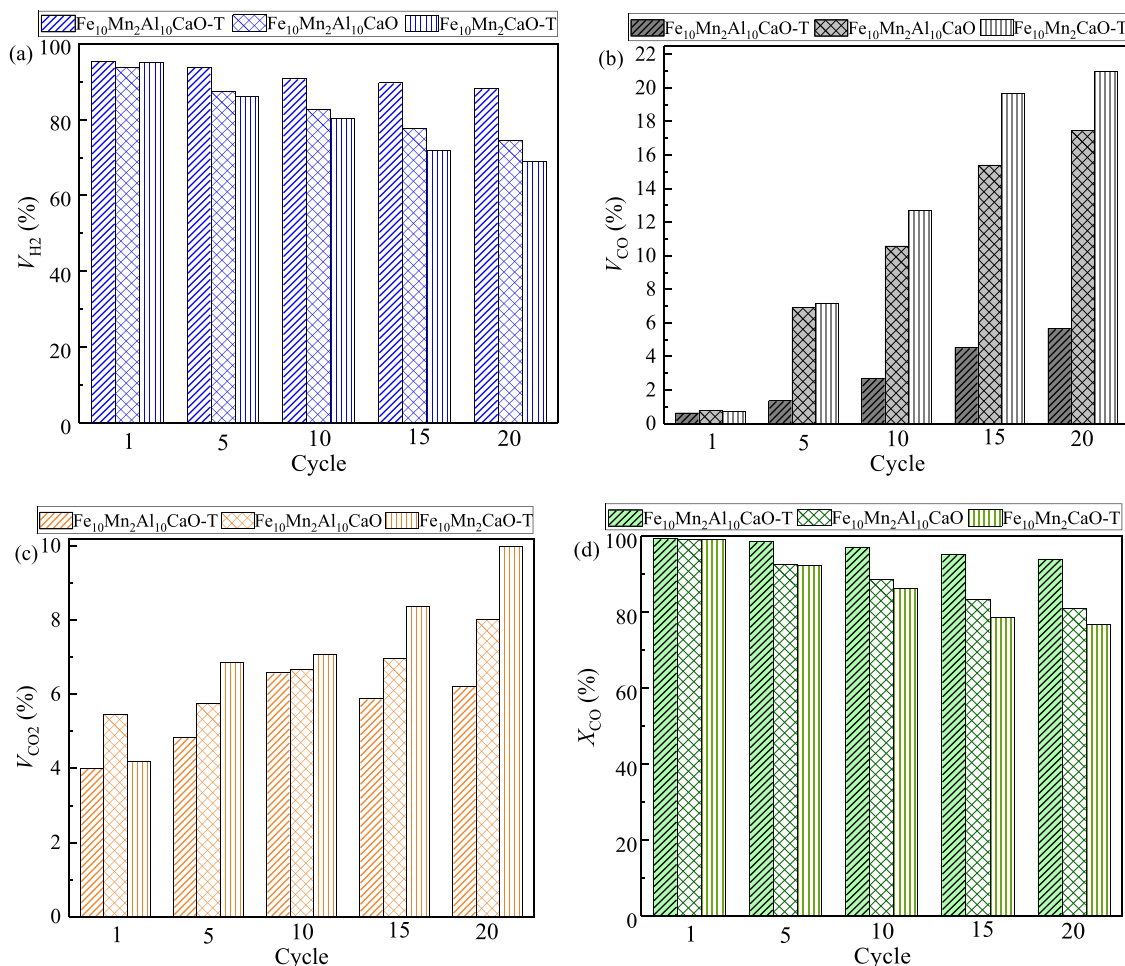 Fe10Mn2Al10CaO-T Fe10Mn2Al10CaO Fe10Mn2CaO-T
(a)
100
80
60
40
20
0
VH2 (%)
1 5 10 15 20
Cycle
Fe10Mn2Al10CaO-T Fe10Mn2Al10CaO Fe10Mn2CaO-T
(b)
22
20
18
16
14
12
10
8
6
4
2
0
VCO (%)
1 5 10 15 20
Cycle
Fe10Mn2Al10CaO-T Fe10Mn2Al10CaO Fe10Mn2CaO-T
(c)
10
8
6
4
2
0
VCO2 (%)
1 5 10 15 20
Cycle
Fe10Mn2Al10CaO-T Fe10Mn2Al10CaO Fe10Mn2CaO-T
(d)
100
80
60
40
20
0
XCO (%)
1 5 10 15 20
Cycle